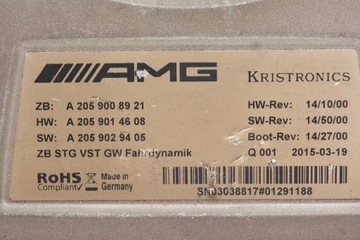 AMG KRISTRONICS
ZB: A 205 900 89 21
HW: A 205 901 46 08 HW-Rev: 14/10/00
SW: A 205 902 94 05 SW-Rev: 14/50/00
Boot-Rev: 14/27/00
ZB STG VST GW Fahrdynamik Q 001 2015-03-19
RoHS Compliant Made in Germany
SN03038817#01291188